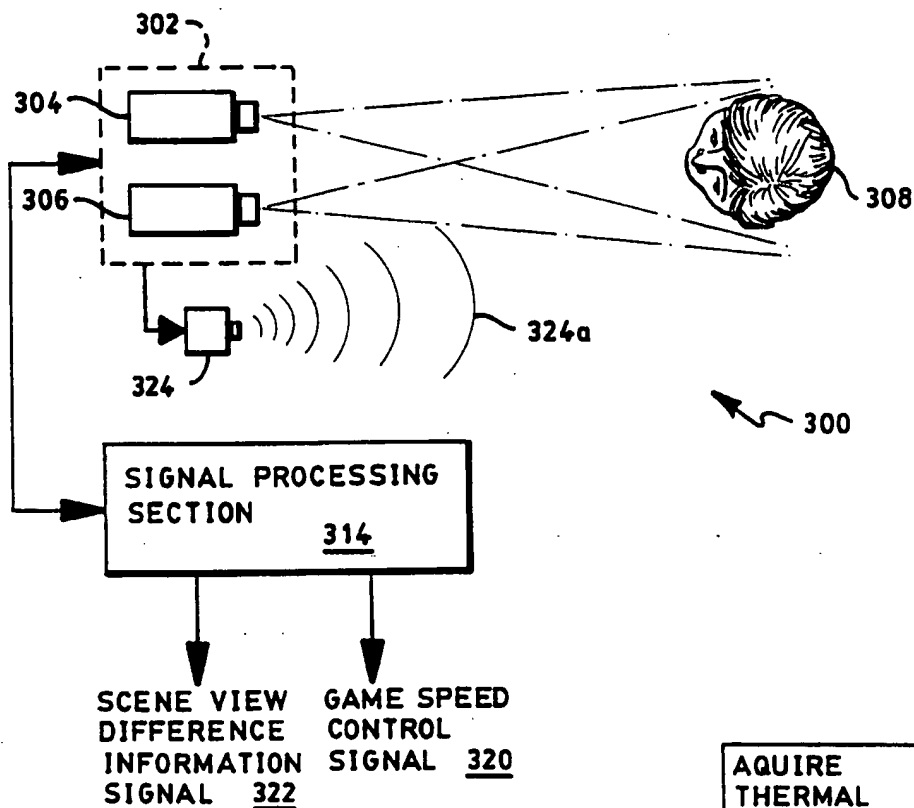 302
304
306
308
324a
324
300
SIGNAL PROCESSING
SECTION
314
SCENE VIEW
DIFFERENCE
INFORMATION
SIGNAL 322
GAME SPEED
CONTROL
SIGNAL 320
AQUIRE
THERMAL